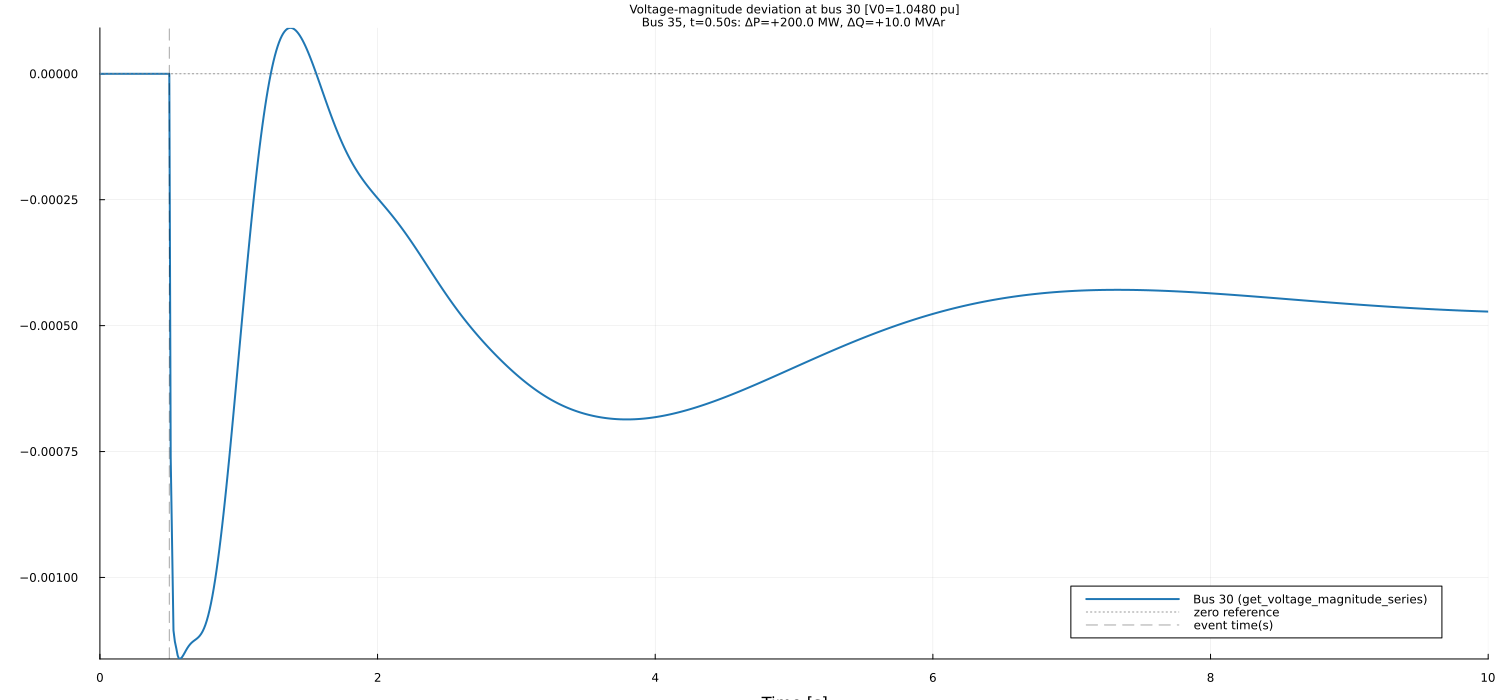 Voltage-magnitude deviation at bus 30 [V0=1.0480 pu]
Bus 35, t=0.50s: ΔP=+200.0 MW, ΔQ=+10.0 MVAr
0.00000
−0.00025
−0.00050
−0.00075
−0.00100
Bus 30 (get_voltage_magnitude_series)
zero reference
event time(s)
0 2 4 6 8 10
Time [s]